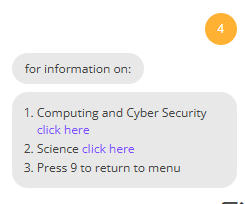 4
for information on:
1. Computing and Cyber Security
click here
2. Science click here
3. Press 9 to return to menu